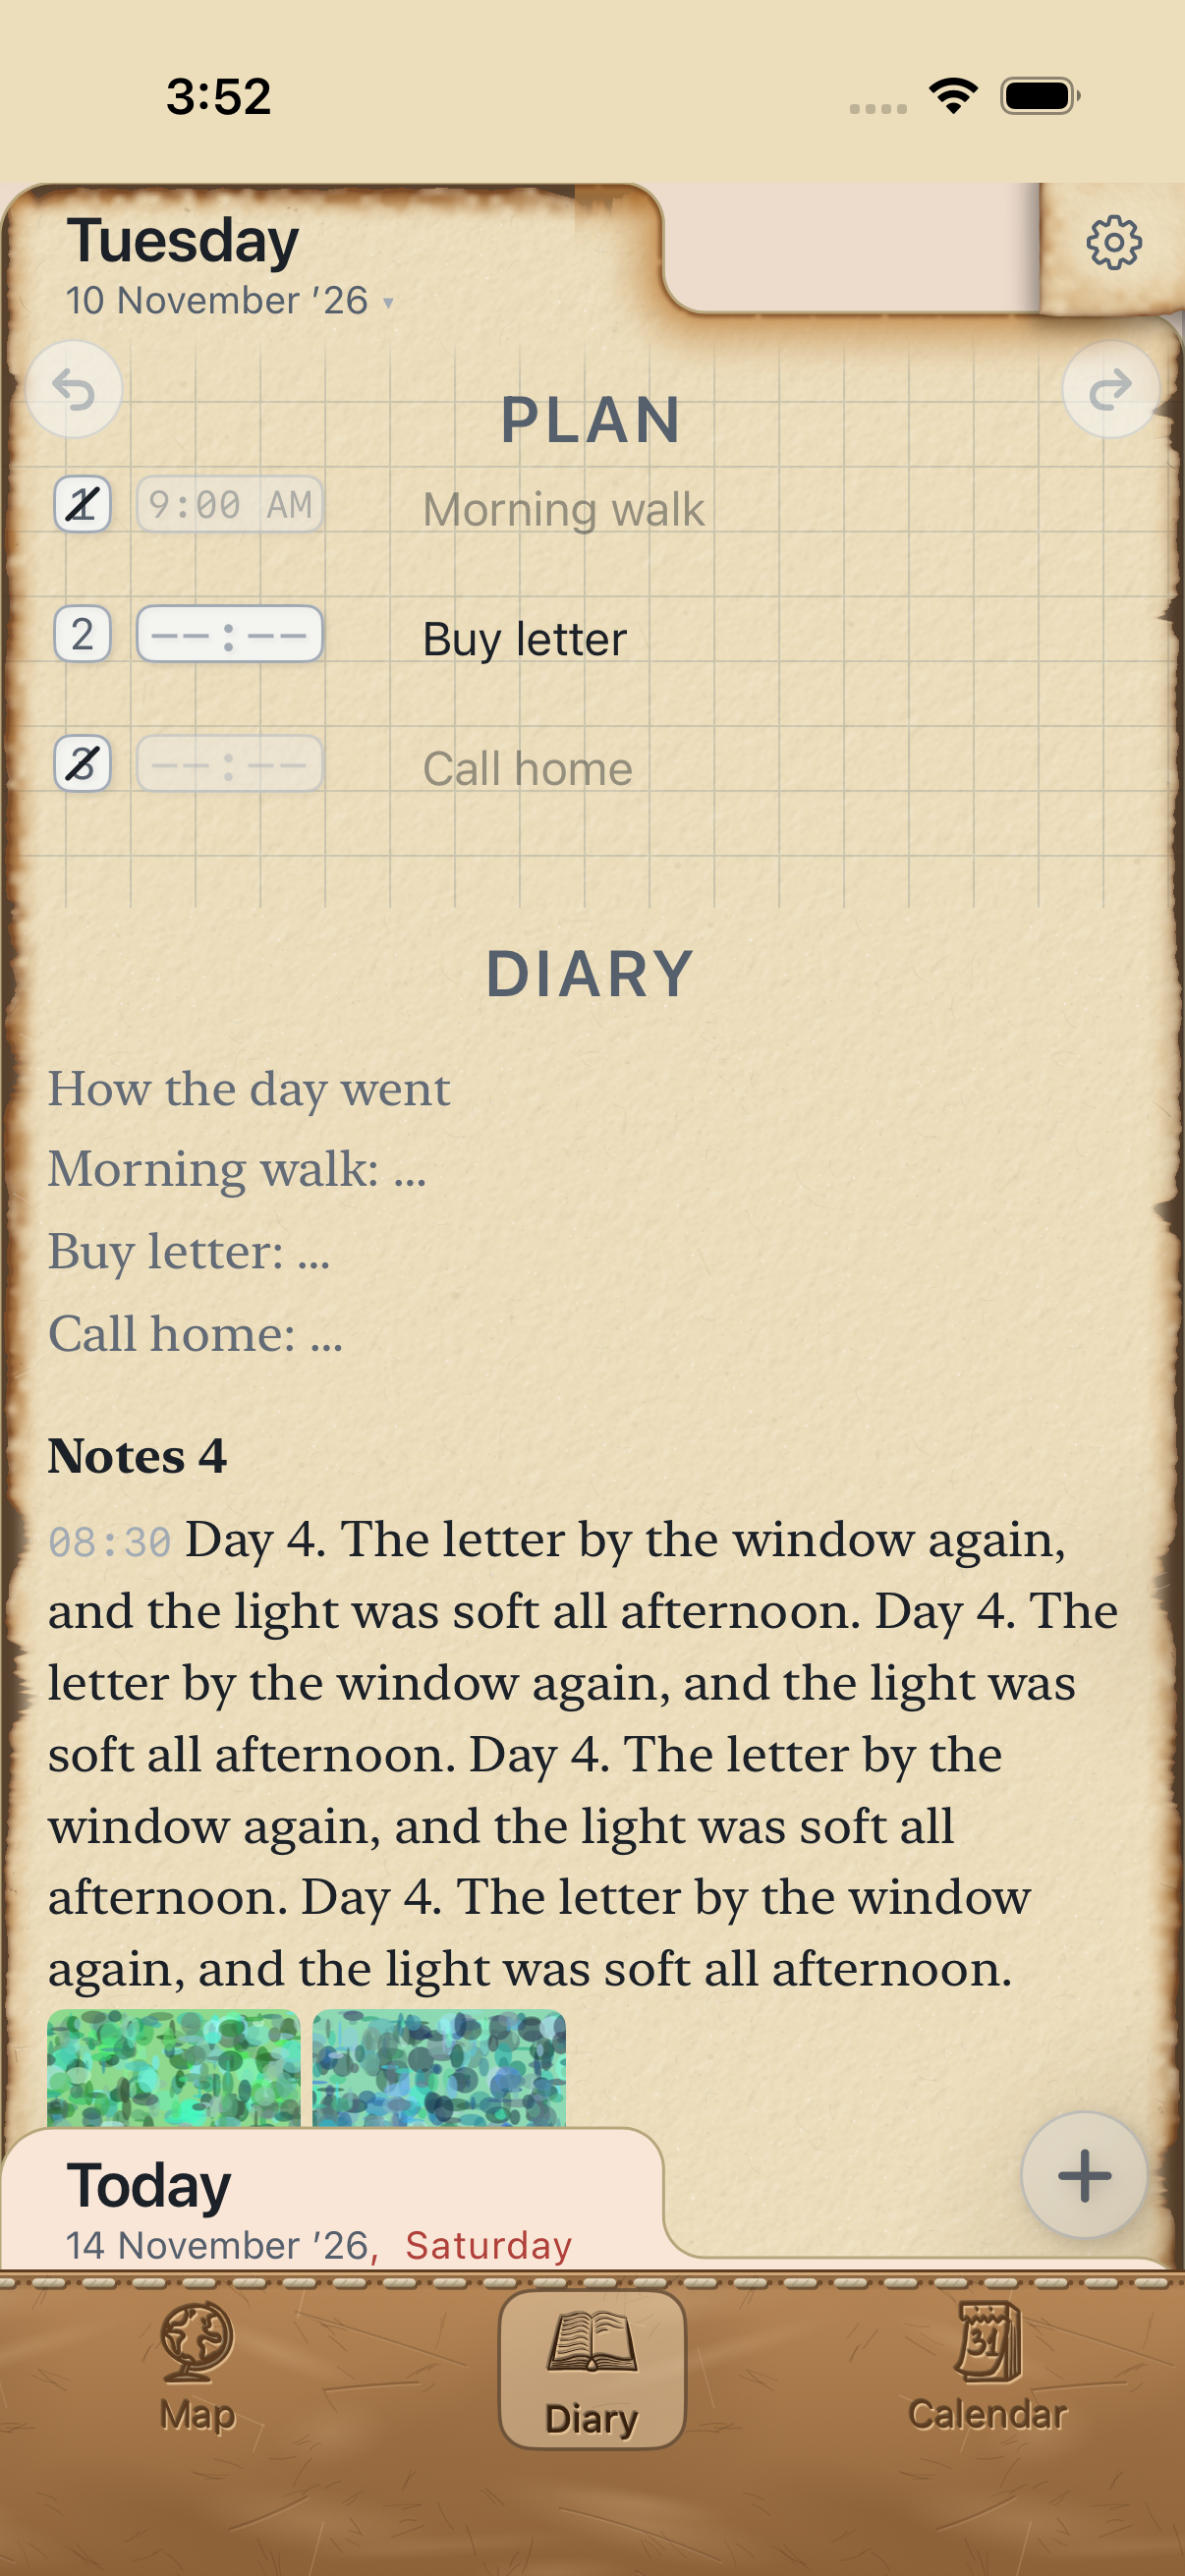 3:52
Tuesday
10 November ’26 ▾
PLAN
1 9:00 AM Morning walk
2 --:-- Buy letter
3 --:-- Call home
DIARY
How the day went
Morning walk: ...
Buy letter: ...
Call home: ...
Notes 4
08:30 Day 4. The letter by the window again,
and the light was soft all afternoon. Day 4. The
letter by the window again, and the light was
soft all afternoon. Day 4. The letter by the
window again, and the light was soft all
afternoon. Day 4. The letter by the window
again, and the light was soft all afternoon.
Today
14 November ’26, Saturday
31
Map
Diary
Calendar